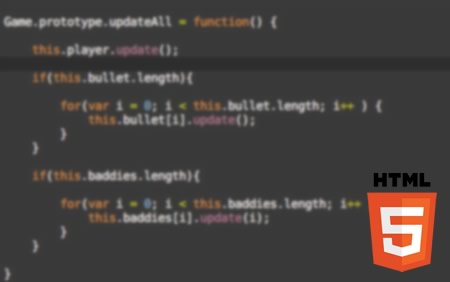 Game.prototype.updateAll = function() {
this.player.update();
if(this.bullet.length){
for(var i = 0; i < this.bullet.length; i++ ) {
this.bullet[i].update();
}
}
if(this.baddies.length){
for(var i = 0; i < this.baddies.length; i++
this.baddies[i].update(i);
}
}
}
HTML
5